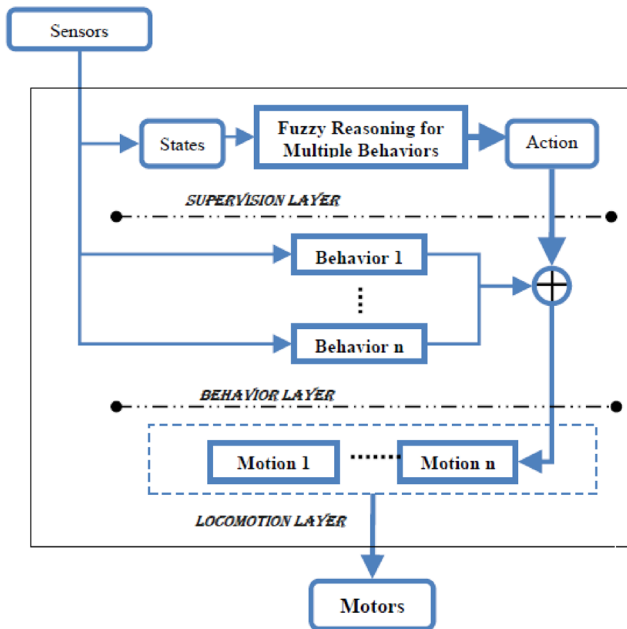 Sensors
States
Fuzzy Reasoning for
Multiple Behaviors
Action
SUPERVISION LAYER
Behavior 1
Behavior n
BEHAVIOR LAYER
Motion 1
Motion n
LOCOMOTION LAYER
Motors